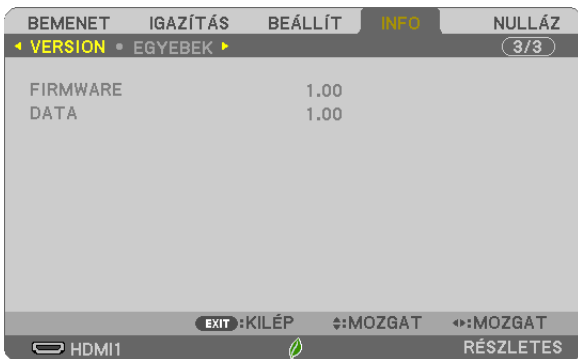 BEMENET IGAZÍTÁS BEÁLLÍT INFO NULLÁZ
VERSION EGYEBEK 3/3
FIRMWARE 1.00
DATA 1.00
EXIT :KILÉP :MOZGAT :MOZGAT
HDMI1 RÉSZLETES